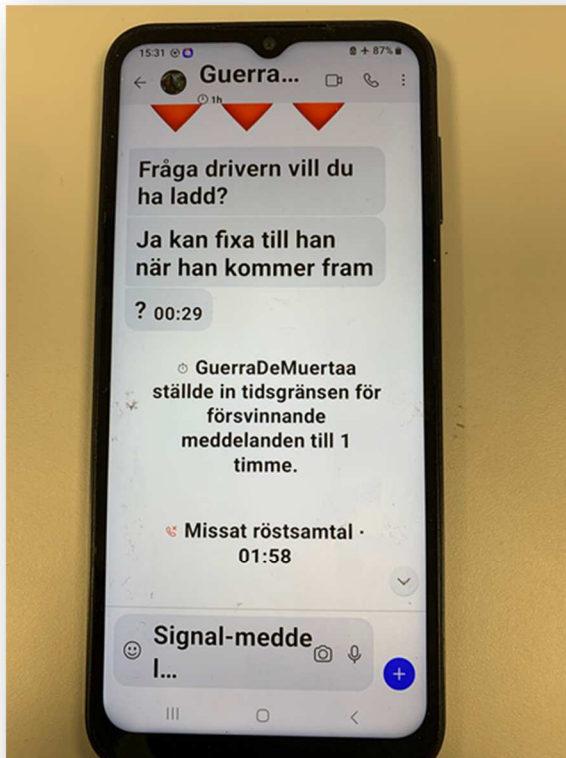 15:31
87%
Guerra...
1h
Fråga drivern vill du
ha ladd?
Ja kan fixa till han
när han kommer fram
? 00:29
GuerraDeMuertaa
ställde in tidsgränsen för
försvinnande
meddelanden till 1
timme.
Missat röstsamtal ·
01:58
Signal-medde
l...